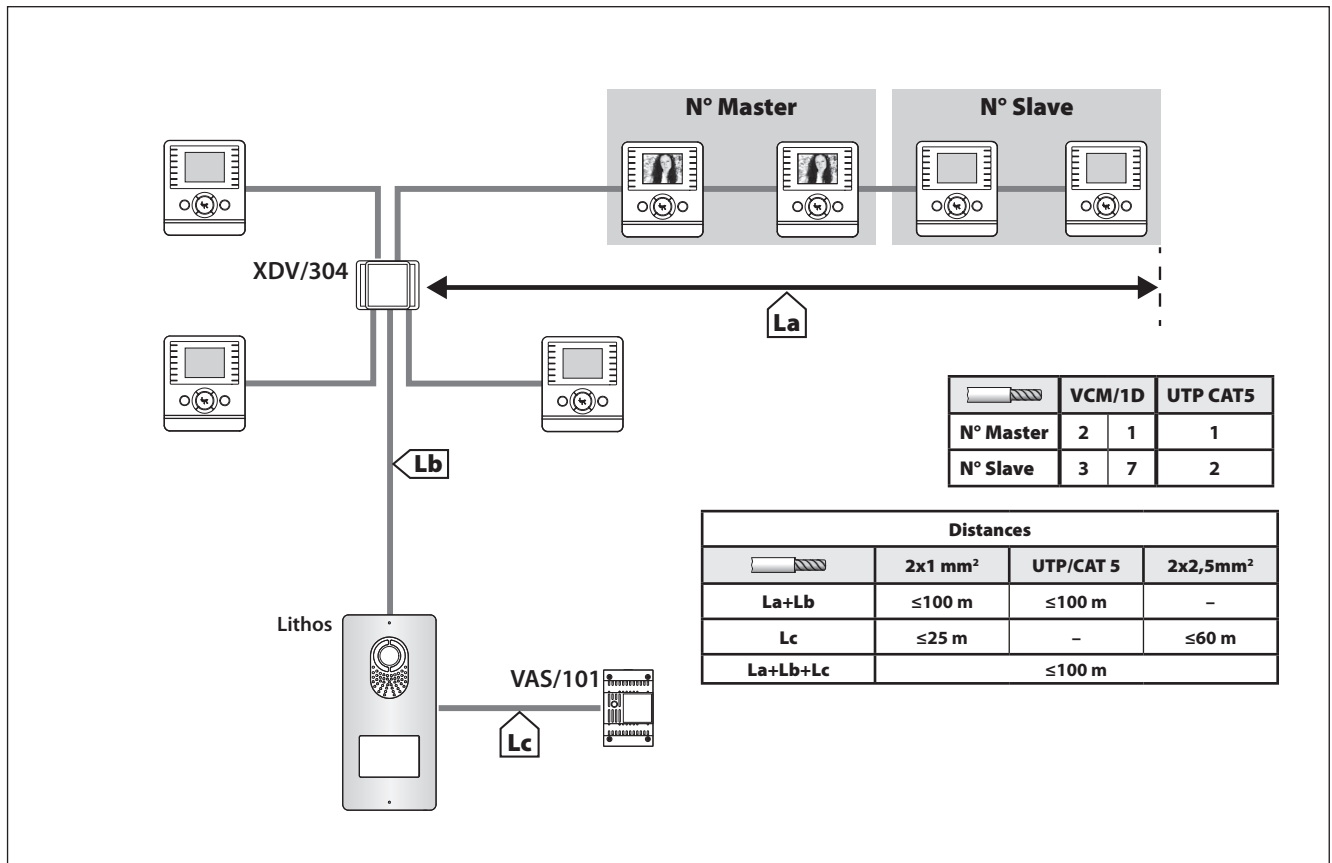 N° Master N° Slave
XDV/304
La
Lb
VCM/1D UTP CAT5
N° Master 2 1 1
N° Slave 3 7 2
Distances
2x1 mm² UTP/CAT 5 2x2,5mm²
La+Lb ≤100 m ≤100 m –
Lc ≤25 m – ≤60 m
La+Lb+Lc ≤100 m
Lithos
VAS/101
Lc